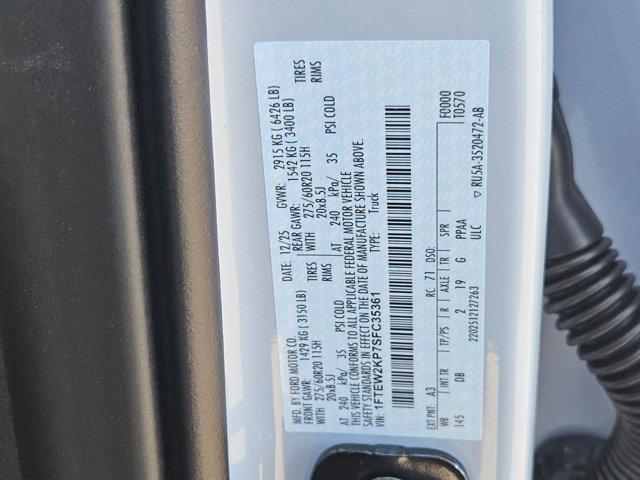 MFD. BY FORD MOTOR CO.
DATE: 12/25 GVWR: 2915 KG ( 6426 LB)
FRONT GAWR: 1429 KG ( 3150 LB) REAR GAWR: 1542 KG ( 3400 LB)
WITH 275/60R20 115H TIRES WITH 275/60R20 115H TIRES
20x8.5J RIMS 20x8.5J RIMS
AT 240 kPa/ 35 PSI COLD AT 240 kPa/ 35 PSI COLD
THIS VEHICLE CONFORMS TO ALL APPLICABLE FEDERAL MOTOR VEHICLE
SAFETY STANDARDS IN EFFECT ON THE DATE OF MANUFACTURE SHOWN ABOVE.
1FTEW2KP7SFC35361 TYPE: Truck
EXT PNT: A3 RC: 71 DSO: F0000
WB INT TR TP/PS R AXLE TR SPR T0570
145 DB 2 19 G PPAA
ULC
2202512127263 ▽ RU5A-3520472-AB